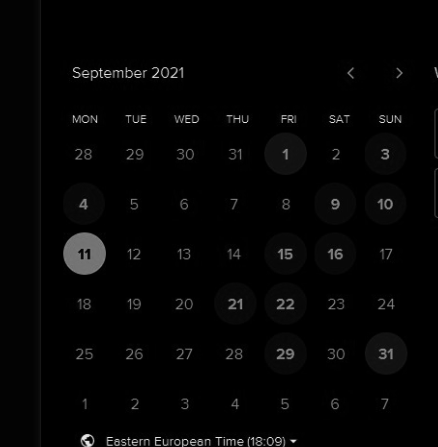 September 2021
MON TUE WED THU FRI SAT SUN
28 29 30 31 1 2 3
4 5 6 7 8 9 10
11 12 13 14 15 16 17
18 19 20 21 22 23 24
25 26 27 28 29 30 31
1 2 3 4 5 6 7
Eastern European Time (18:09)